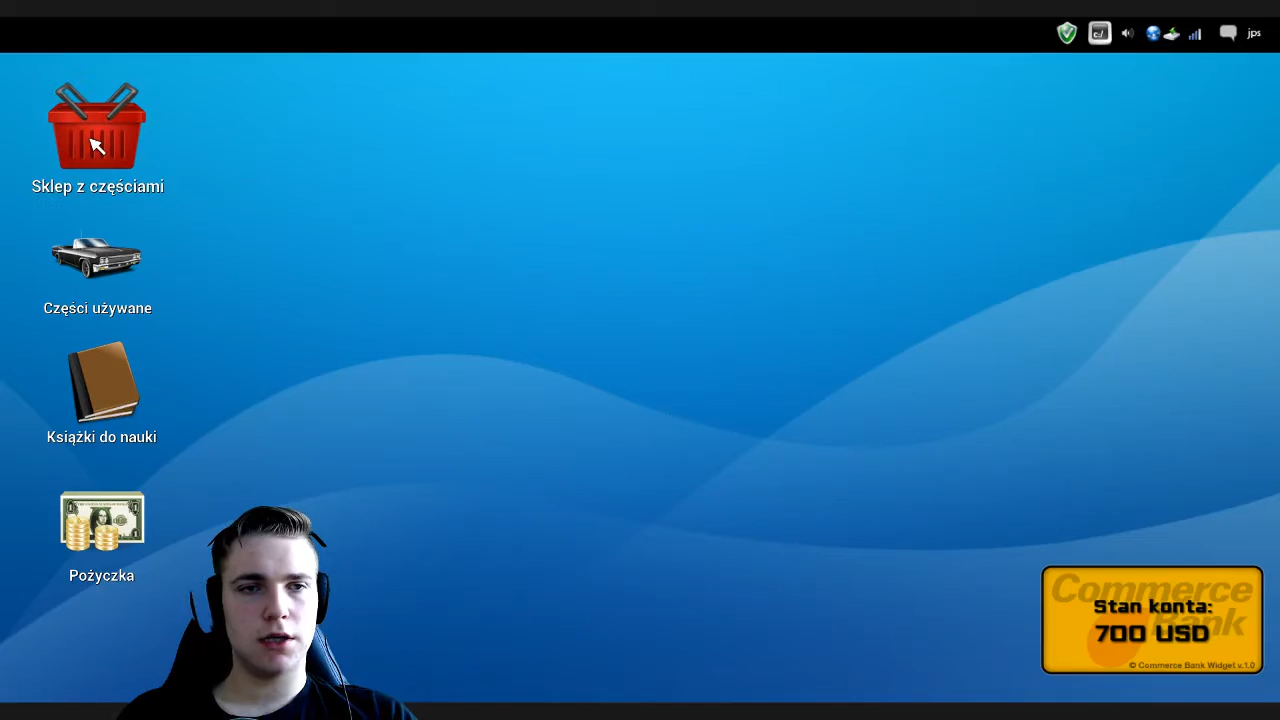 c:/
jps
Sklep z częściami
Części używane
Książki do nauki
Pożyczka
Commerce
Bank
Stan konta:
700 USD
© Commerce Bank Widget v.1.0